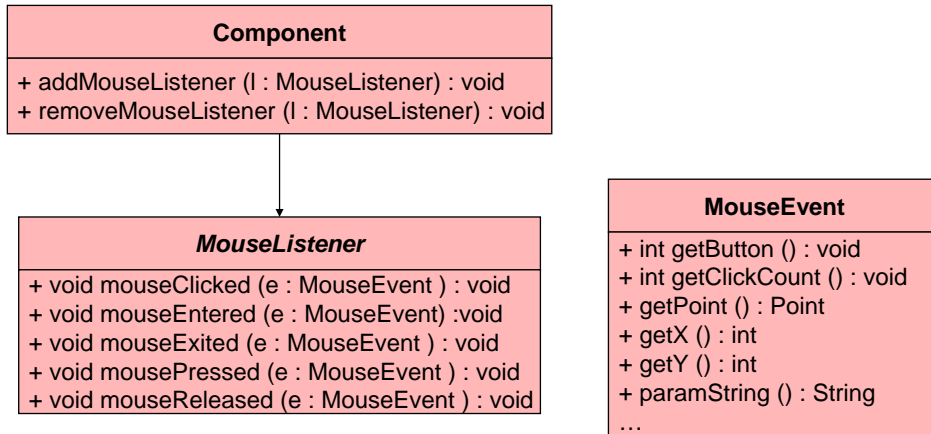 Component
+ addMouseListener (l : MouseListener) : void
+ removeMouseListener (l : MouseListener) : void
MouseListener
+ void mouseClicked (e : MouseEvent ) : void
+ void mouseEntered (e : MouseEvent) :void
+ void mouseExited (e : MouseEvent ) : void
+ void mousePressed (e : MouseEvent ) : void
+ void mouseReleased (e : MouseEvent ) : void
MouseEvent
+ int getButton () : void
+ int getClickCount () : void
+ getPoint () : Point
+ getX () : int
+ getY () : int
+ paramString () : String
…